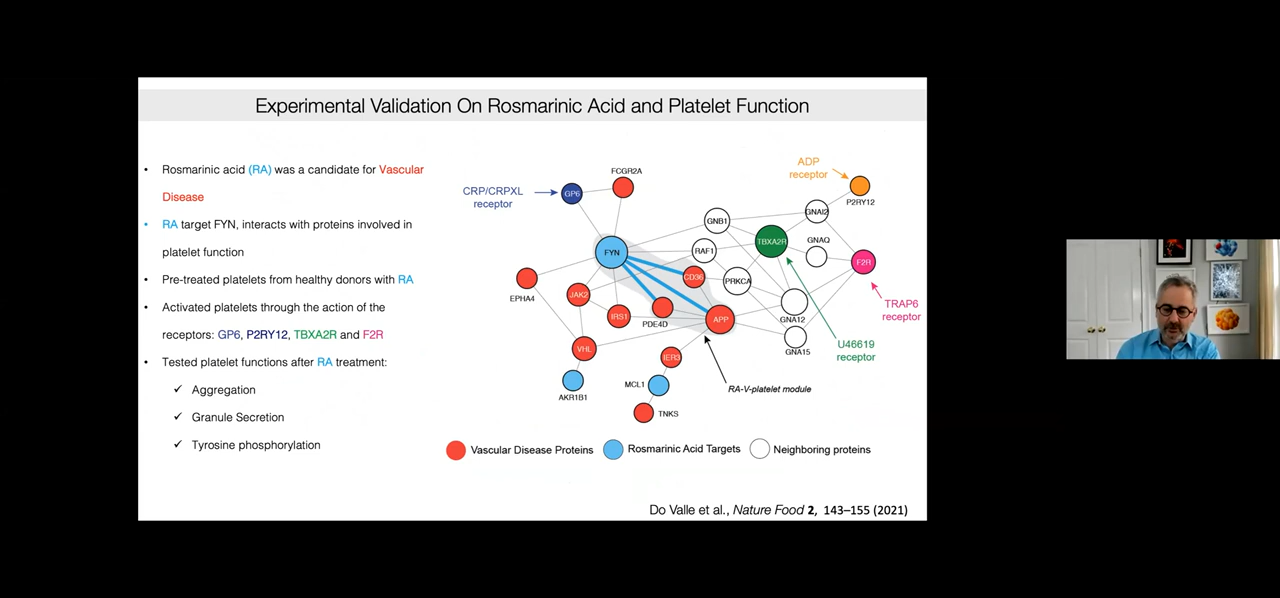 Experimental Validation On Rosmarinic Acid and Platelet Function
• Rosmarinic acid (RA) was a candidate for Vascular
Disease
• RA target FYN, interacts with proteins involved in
platelet function
• Pre-treated platelets from healthy donors with RA
• Activated platelets through the action of the
receptors: GP6, P2RY12, TBXA2R and F2R
• Tested platelet functions after RA treatment:
✓ Aggregation
✓ Granule Secretion
✓ Tyrosine phosphorylation
CRP/CRPXL
receptor
GP6
FCGR2A
ADP
receptor
P2RY12
GNB1
GNAI2
FYN
RAF1
TBXA2R
GNAQ
F2R
EPHA4
JAK2
CD36
PRKCA
TRAP6
receptor
IRS1
PDE4D
APP
GNA12
GNA15
U46619
receptor
VHL
IER3
AKR1B1
MCL1
RA-V-platelet module
TNKS
Vascular Disease Proteins
Rosmarinic Acid Targets
Neighboring proteins
Do Valle et al., Nature Food 2, 143–155 (2021)